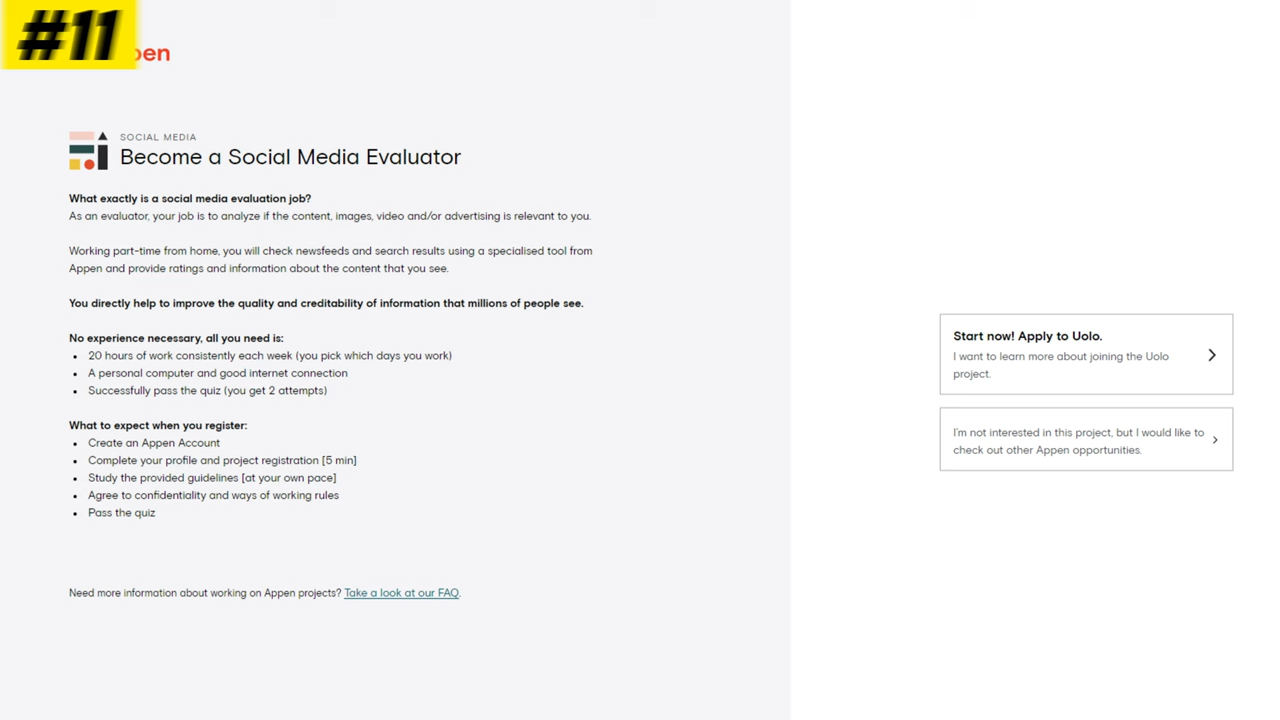 #11
pen
SOCIAL MEDIA
Become a Social Media Evaluator
What exactly is a social media evaluation job?
As an evaluator, your job is to analyze if the content, images, video and/or advertising is relevant to you.
Working part-time from home, you will check newsfeeds and search results using a specialised tool from
Appen and provide ratings and information about the content that you see.
You directly help to improve the quality and creditability of information that millions of people see.
No experience necessary, all you need is:
• 20 hours of work consistently each week (you pick which days you work)
• A personal computer and good internet connection
• Successfully pass the quiz (you get 2 attempts)
What to expect when you register:
• Create an Appen Account
• Complete your profile and project registration [5 min]
• Study the provided guidelines [at your own pace]
• Agree to confidentiality and ways of working rules
• Pass the quiz
Need more information about working on Appen projects? Take a look at our FAQ.
Start now! Apply to Uolo.
I want to learn more about joining the Uolo
project.
I'm not interested in this project, but I would like to
check out other Appen opportunities.